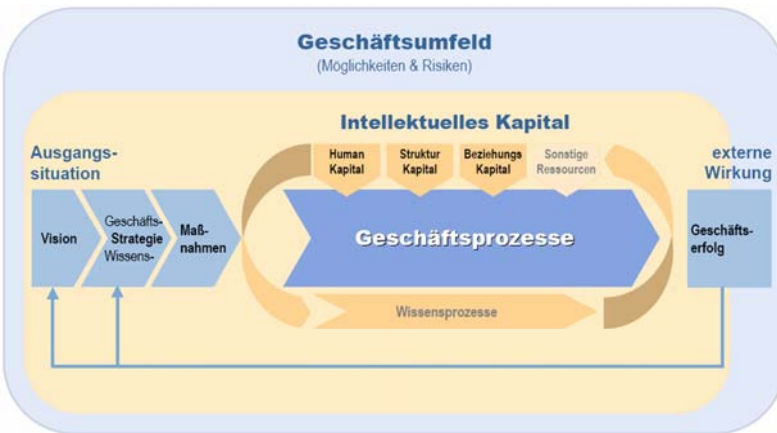 Geschäftsumfeld
(Möglichkeiten & Risiken)
Intellektuelles Kapital
Ausgangs-
situation
Human
Kapital
Struktur
Kapital
Beziehungs
Kapital
Sonstige
Ressourcen
externe
Wirkung
Vision
Geschäfts-
Strategie
Wissens-
Maß-
nahmen
Geschäftsprozesse
Geschäfts-
erfolg
Wissensprozesse